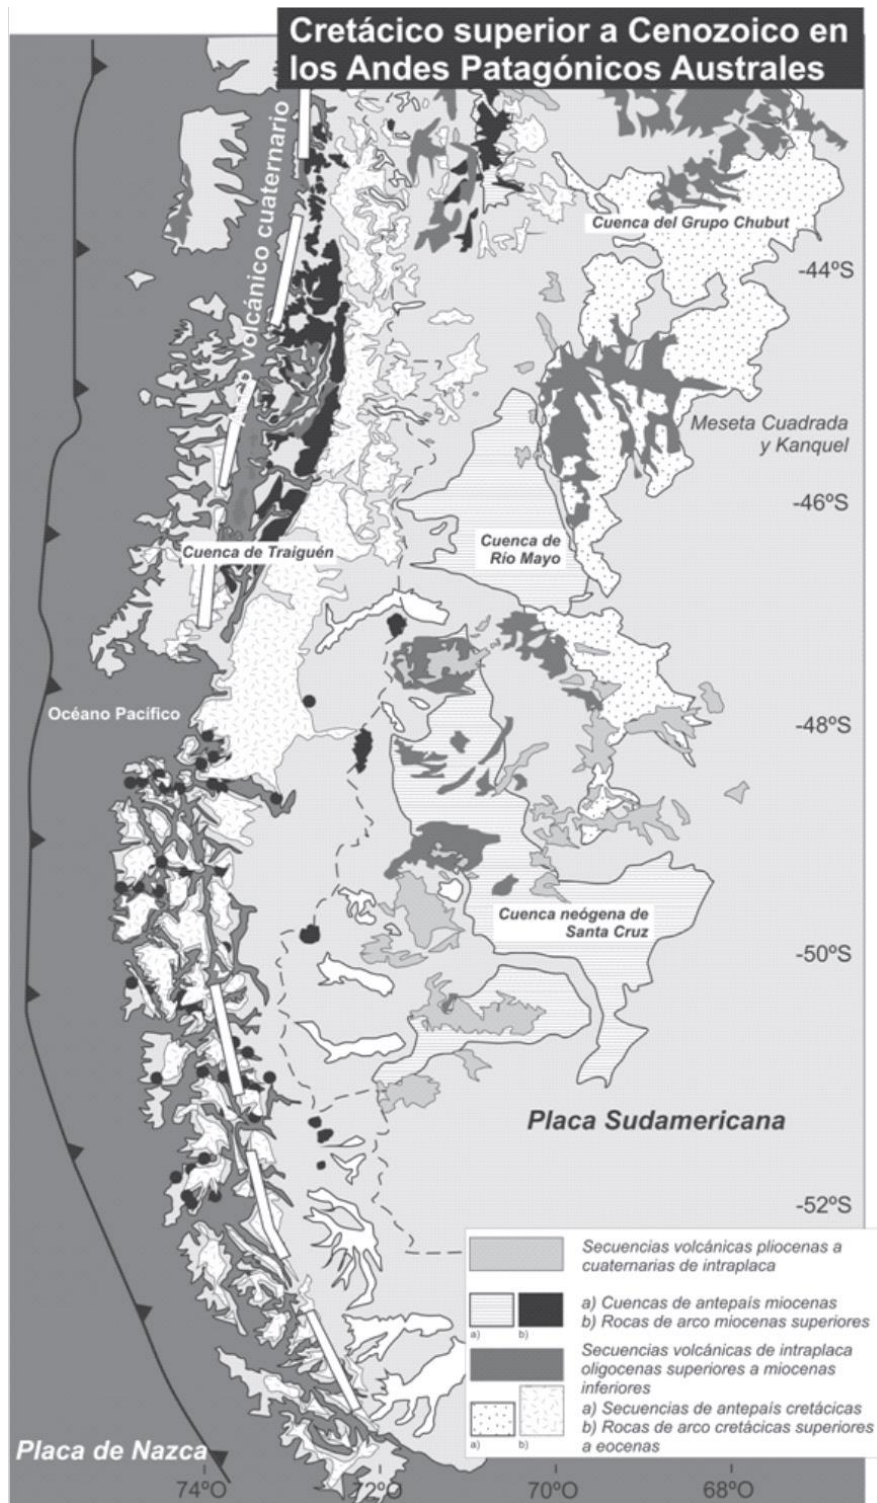 Cretácico superior a Cenozoico en
los Andes Patagónicos Australes
volcánico cuaternario
Cuenca del Grupo Chubut
-44ºS
Meseta Cuadrada
y Kanquel
-46ºS
Cuenca de
Río Mayo
Cuenca de Traiguén
Océano Pacífico
-48ºS
Cuenca neógena de
Santa Cruz
-50ºS
Placa Sudamericana
-52ºS
Secuencias volcánicas pliocenas a
cuaternarias de intraplaca
a) Cuencas de antepaís miocenas
b) Rocas de arco miocenas superiores
a)
b)
Secuencias volcánicas de intraplaca
oligocenas superiores a miocenas
inferiores
a) Secuencias de antepaís cretácicas
b) Rocas de arco cretácicas superiores
a eocenas
a)
b)
Placa de Nazca
74ºO
72ºO
70ºO
68ºO